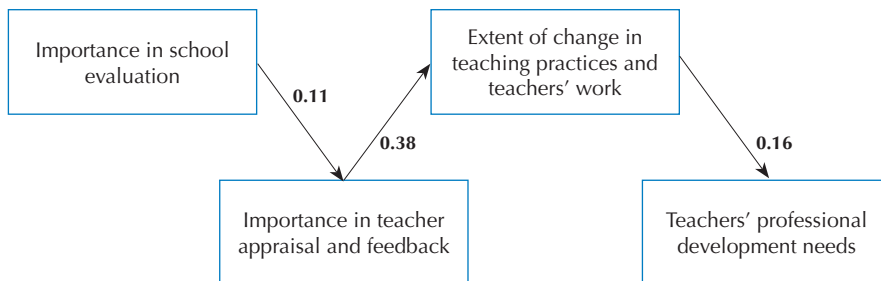 Importance in school
evaluation
0.11
Importance in teacher
appraisal and feedback
0.38
Extent of change in
teaching practices and
teachers’ work
0.16
Teachers’ professional
development needs